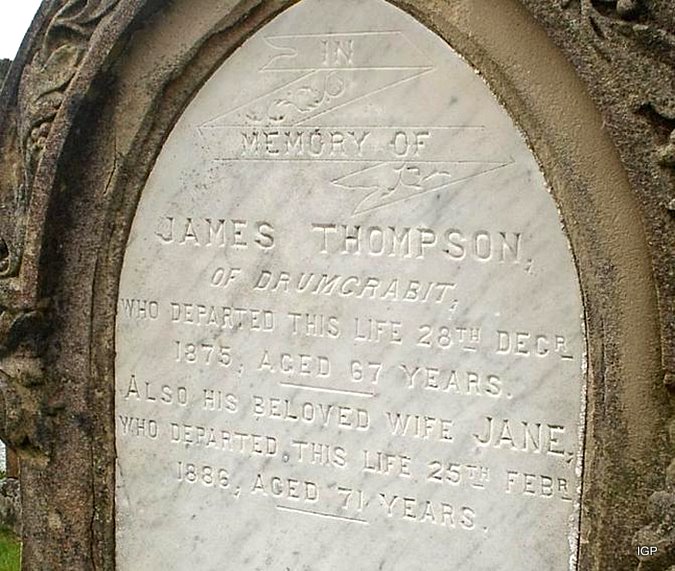 IN
MEMORY OF
JAMES THOMPSON,
OF DRUMCRABIT,
WHO DEPARTED THIS LIFE 28TH DECR
1875, AGED 67 YEARS.
ALSO HIS BELOVED WIFE JANE,
WHO DEPARTED THIS LIFE 25TH FEBR
1886, AGED 71 YEARS.
IGP